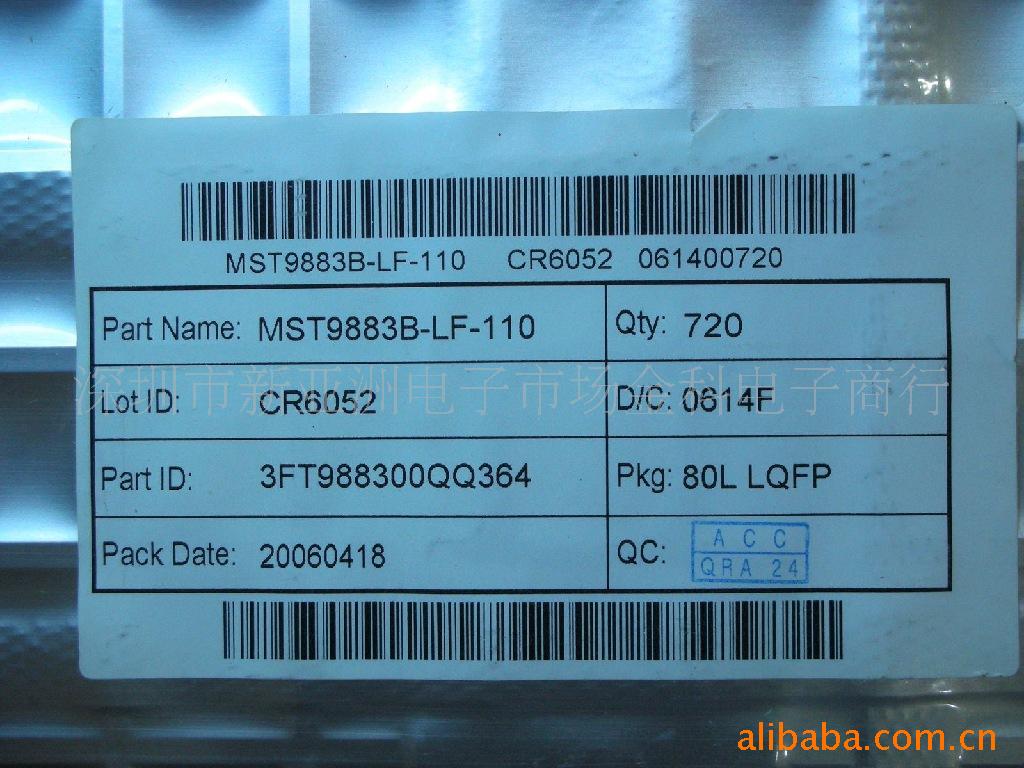 MST9883B-LF-110 CR6052 061400720
Part Name: MST9883B-LF-110 Qty: 720
深圳市新亚洲电子市场金科电子商行
Lot ID: CR6052 D/C: 0614F
Part ID: 3FT988300QQ364 Pkg: 80L LQFP
Pack Date: 20060418 QC: ACC
QRA 24
alibaba.com.cn